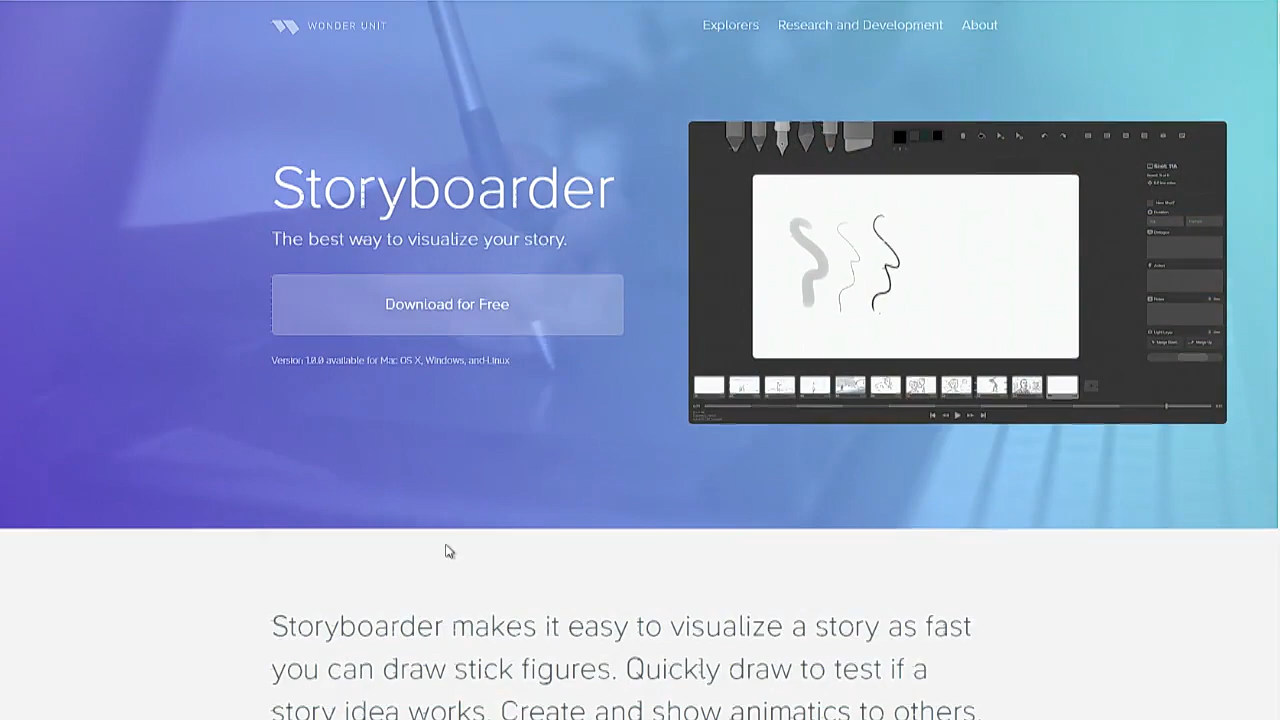 WONDER UNIT
Explorers Research and Development About
Storyboarder
The best way to visualize your story.
Download for Free
Version 1.0.0 available for Mac OS X, Windows, and Linux
Storyboarder makes it easy to visualize a story as fast
you can draw stick figures. Quickly draw to test if a
story idea works. Create and show animatics to others.